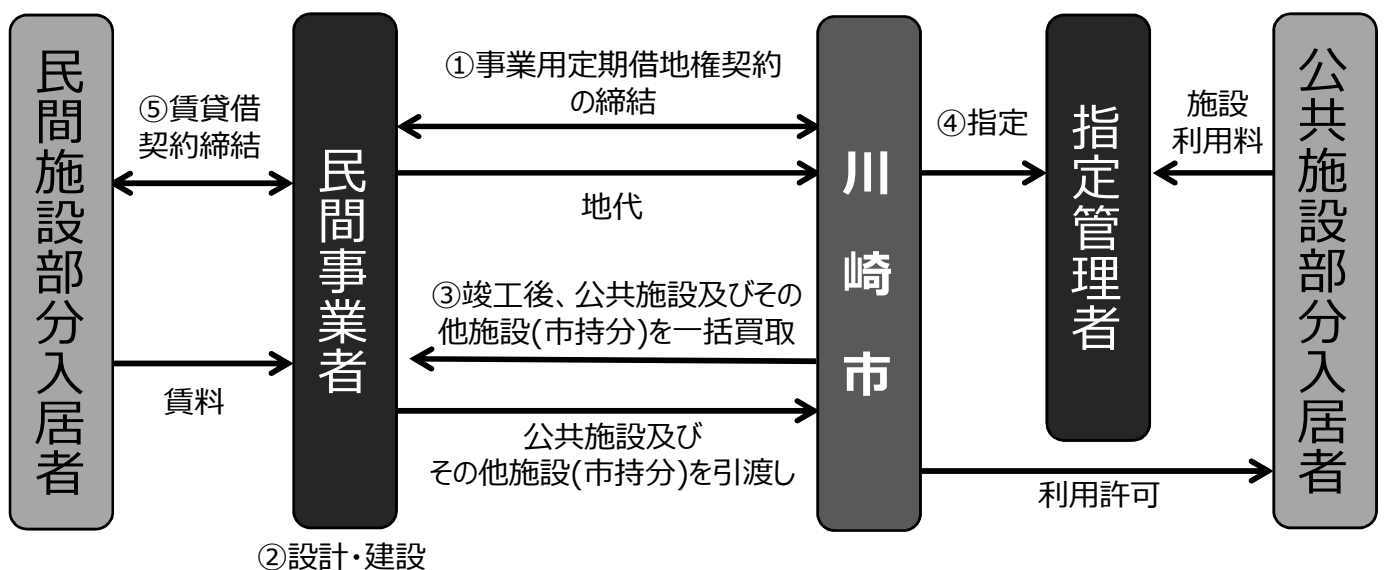 民間施設部分入居者
⑤賃貸借
契約締結
賃料
民間事業者
②設計・建設
①事業用定期借地権契約
の締結
地代
③竣工後、公共施設及びその
他施設(市持分)を一括買取
公共施設及び
その他施設(市持分)を引渡し
川崎市
④指定
指定管理者
施設
利用料
利用許可
公共施設部分入居者